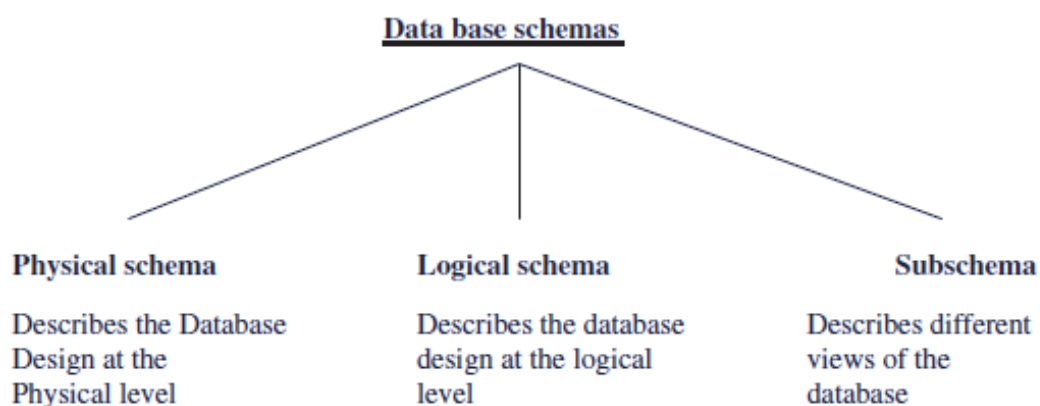 Data base schemas
Physical schema
Describes the Database
Design at the
Physical level
Logical schema
Describes the database
design at the logical
level
Subschema
Describes different
views of the
database